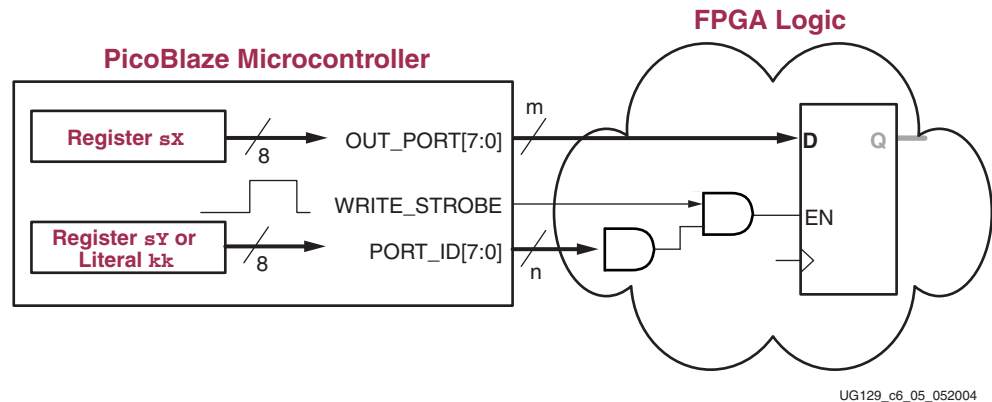 FPGA Logic
PicoBlaze Microcontroller
m
Register sX
8
OUT_PORT[7:0]
D
Q
WRITE_STROBE
EN
Register sY or
Literal kk
8
PORT_ID[7:0]
n
UG129_c6_05_052004